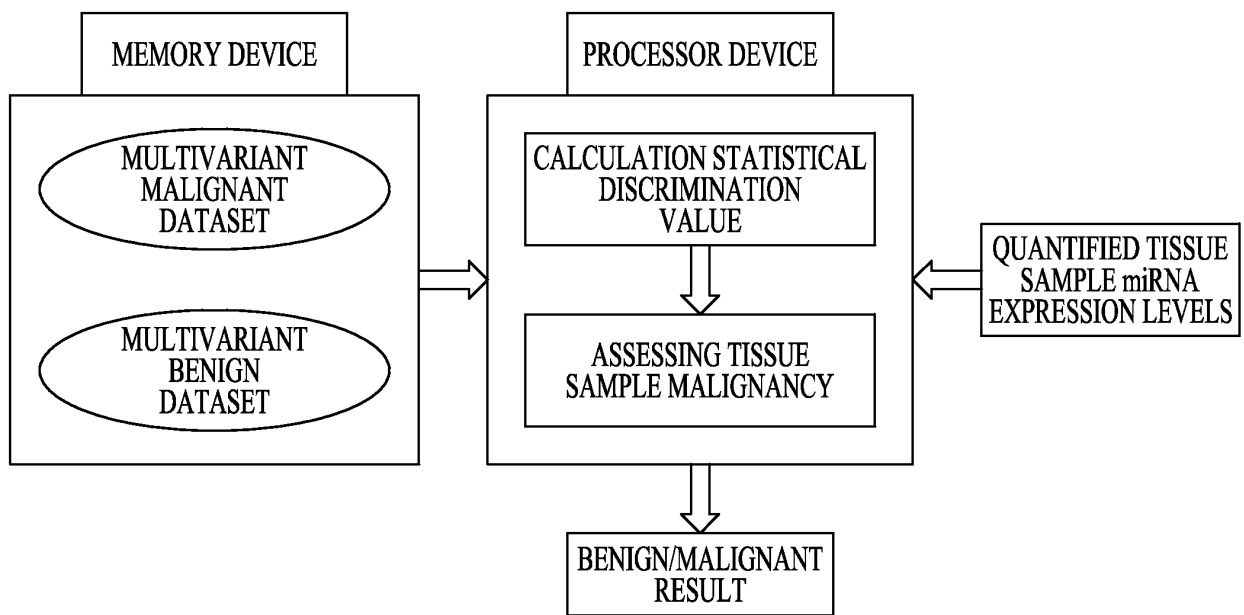 MEMORY DEVICE
MULTIVARIANT
MALIGNANT
DATASET
MULTIVARIANT
BENIGN
DATASET
PROCESSOR DEVICE
CALCULATION STATISTICAL
DISCRIMINATION
VALUE
ASSESSING TISSUE
SAMPLE MALIGNANCY
QUANTIFIED TISSUE
SAMPLE miRNA
EXPRESSION LEVELS
BENIGN/MALIGNANT
RESULT